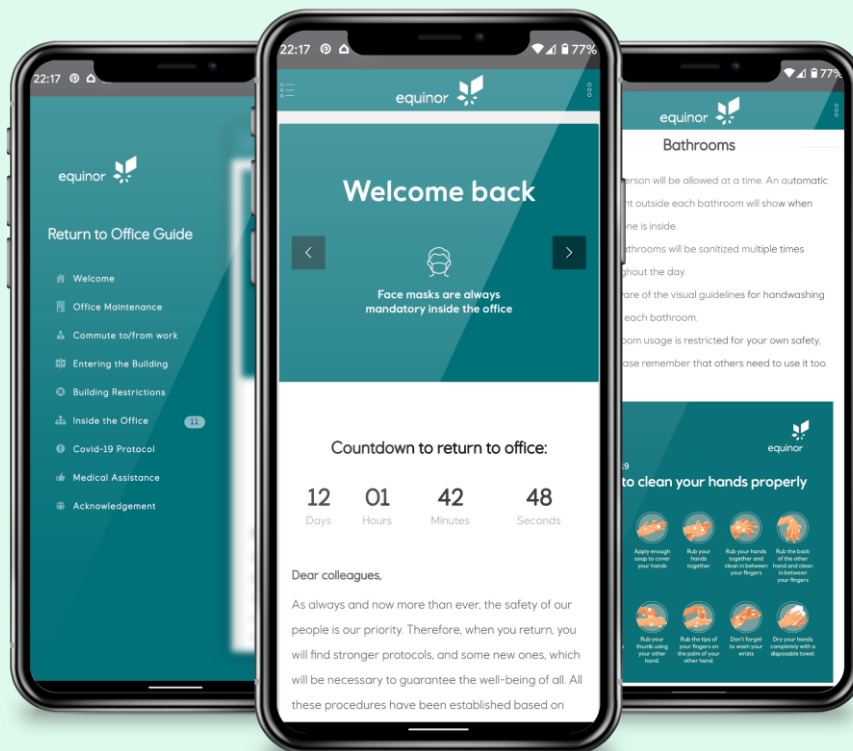 22:17
equinor
Return to Office Guide
Welcome
Office Maintenance
Commute to/from work
Entering the Building
Building Restrictions
Inside the Office 11
Covid-19 Protocol
Medical Assistance
Acknowledgement
22:17 77%
equinor
Welcome back
Face masks are always
mandatory inside the office
Countdown to return to office:
12 01 42 48
Days Hours Minutes Seconds
Dear colleagues,
As always and now more than ever, the safety of our
people is our priority. Therefore, when you return, you
will find stronger protocols, and some new ones, which
will be necessary to guarantee the well-being of all. All
these procedures have been established based on
77%
equinor
Bathrooms
will be allowed at a time. An automatic
outside each bathroom will show when
is inside.
will be sanitized multiple times
the day.
of the visual guidelines for handwashing
each bathroom.
usage is restricted for your own safety,
remember that others need to use it too.
equinor
to clean your hands properly
Apply enough
soap to cover
your hands
Rub your
hands
together
Rub your hands
together and
clean in between
your fingers
Rub the back
of the other
hand and clean
in between
your fingers
Rub your
thumb using
your other
hand.
Rub the tips of
your fingers on
the palm of your
other hand.
Don't forget
to wash your
wrists
Dry your hands
completely with a
disposable towel.